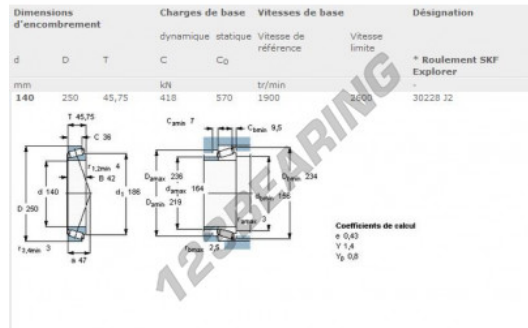 Dimensions d'encombrement
Charges de base
Vitesses de base
Désignation
dynamique
statique
Vitesse de référence
Vitesse limite
d
D
T
C
C0
* Roulement SKF Explorer
mm
kN
tr/min
-
140
250
45,75
418
570
1900
2600
30228 J2
T 45,75
C 36
r1,2min 4
B 42
d 140
d1 186
D 250
r3,4min 3
a 47
Camin 7
Cbmin 9,5
Damax 236
damax 164
Damin 219
Dbmin 234
dbmin 156
ramax 3
rbmax 2,5
Coefficients de calcul
e 0,43
Y 1,4
Y0 0,8
123BEARING